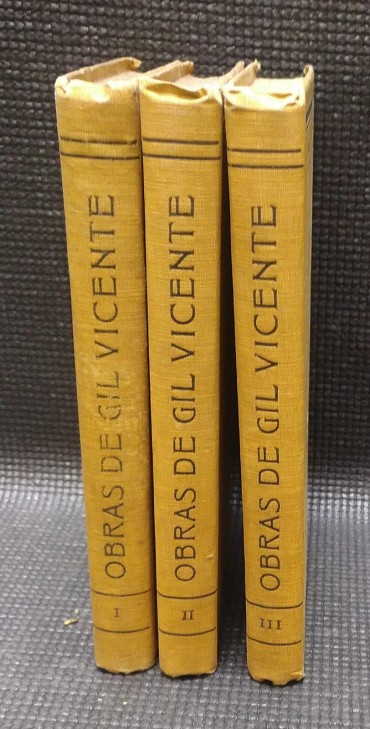 OBRAS DE GIL VICENTE
I
OBRAS DE GIL VICENTE
II
OBRAS DE GIL VICENTE
III